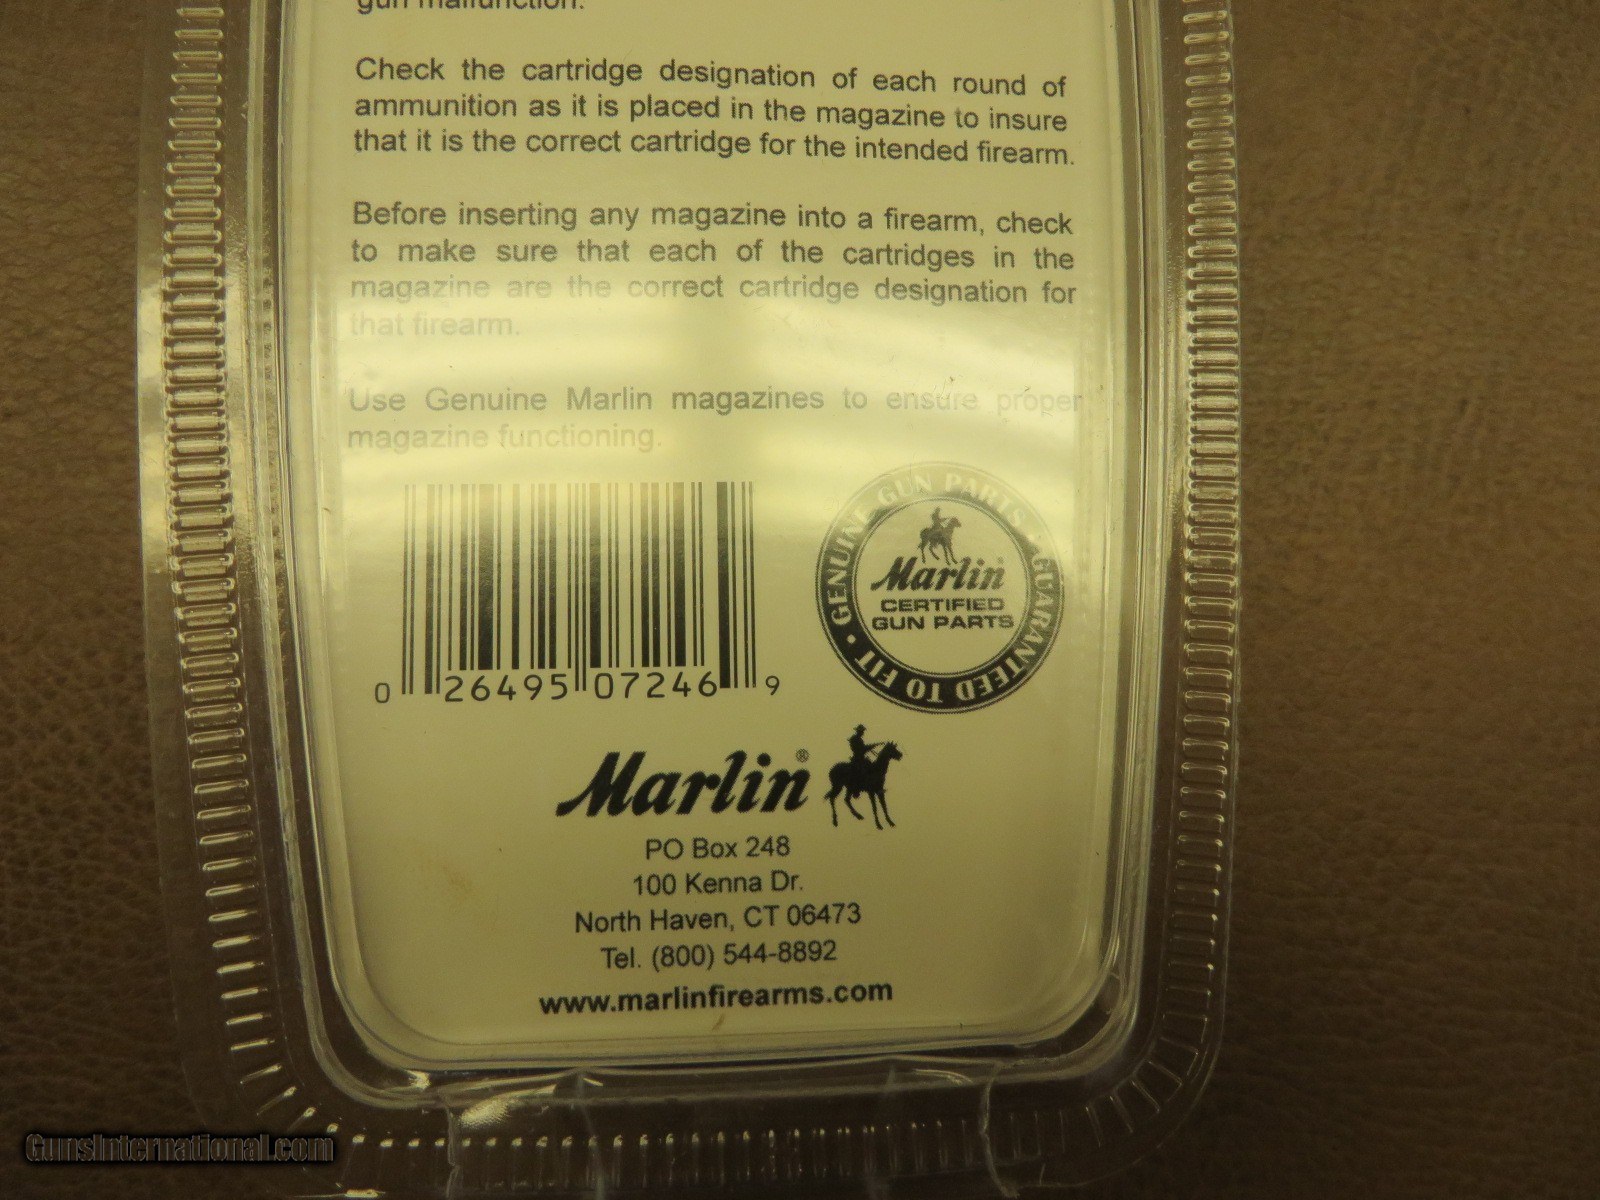 gun malfunction.
Check the cartridge designation of each round of
ammunition as it is placed in the magazine to insure
that it is the correct cartridge for the intended firearm.
Before inserting any magazine into a firearm, check
to make sure that each of the cartridges in the
magazine are the correct cartridge designation for
that firearm.
Use Genuine Marlin magazines to ensure proper
magazine functioning.
0 26495 07246 9
GENUINE GUN PARTS · GUARANTEED TO FIT ·
Marlin
CERTIFIED
GUN PARTS
Marlin®
PO Box 248
100 Kenna Dr.
North Haven, CT 06473
Tel. (800) 544-8892
www.marlinfirearms.com
GunsInternational.com